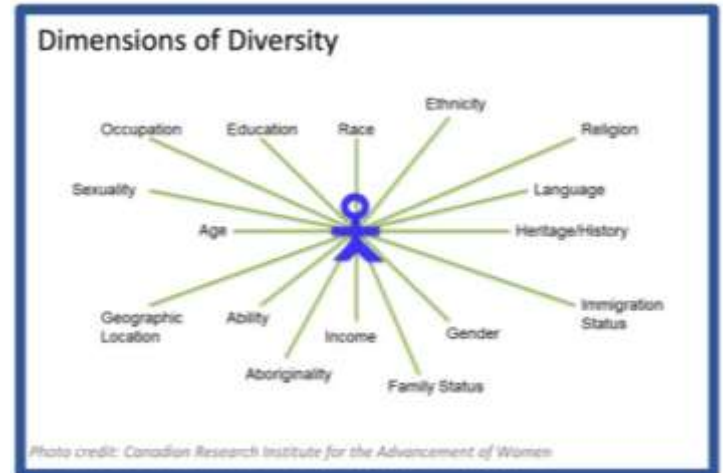 Dimensions of Diversity
Ethnicity
Occupation
Education
Race
Religion
Sexuality
Language
Age
Heritage/History
Geographic
Location
Ability
Income
Gender
Immigration
Status
Aboriginality
Family Status
Photo credit: Canadian Research Institute for the Advancement of Women